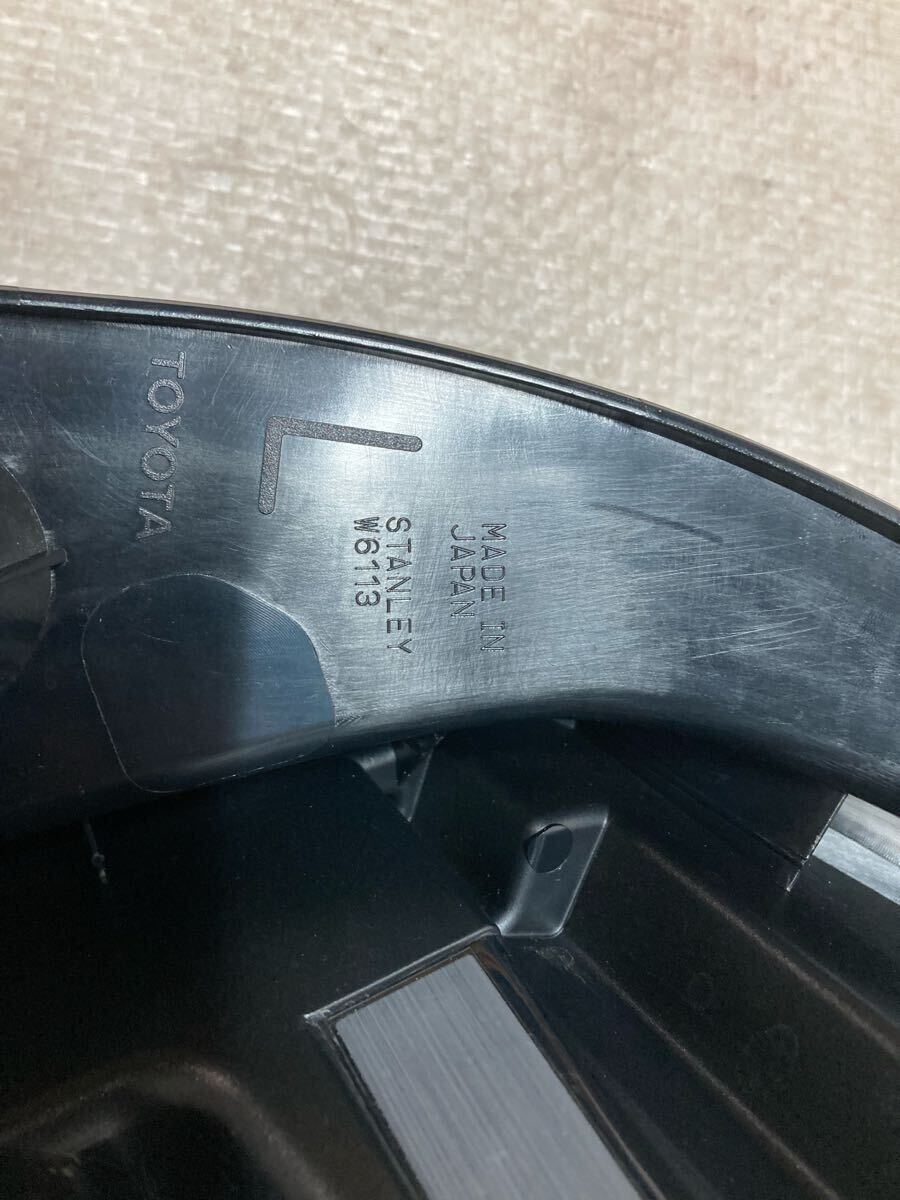 TOYOTA
L
MADE IN
JAPAN
STANLEY
W6113